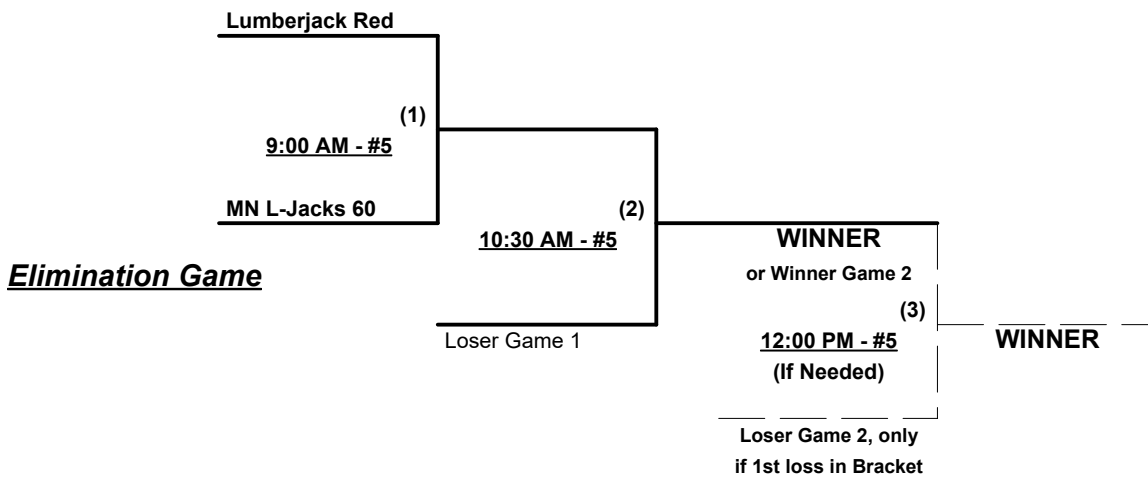 Lumberjack Red
(1)
9:00 AM - #5
MN L-Jacks 60
(2)
10:30 AM - #5
WINNER
or Winner Game 2
Elimination Game
(3)
Loser Game 1
12:00 PM - #5
WINNER
(If Needed)
Loser Game 2, only
if 1st loss in Bracket